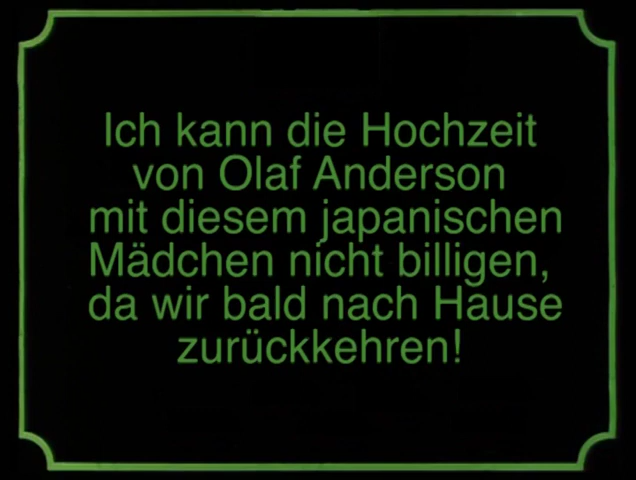 Ich kann die Hochzeit
von Olaf Anderson
mit diesem japanischen
Mädchen nicht billigen,
da wir bald nach Hause
zurückkehren!